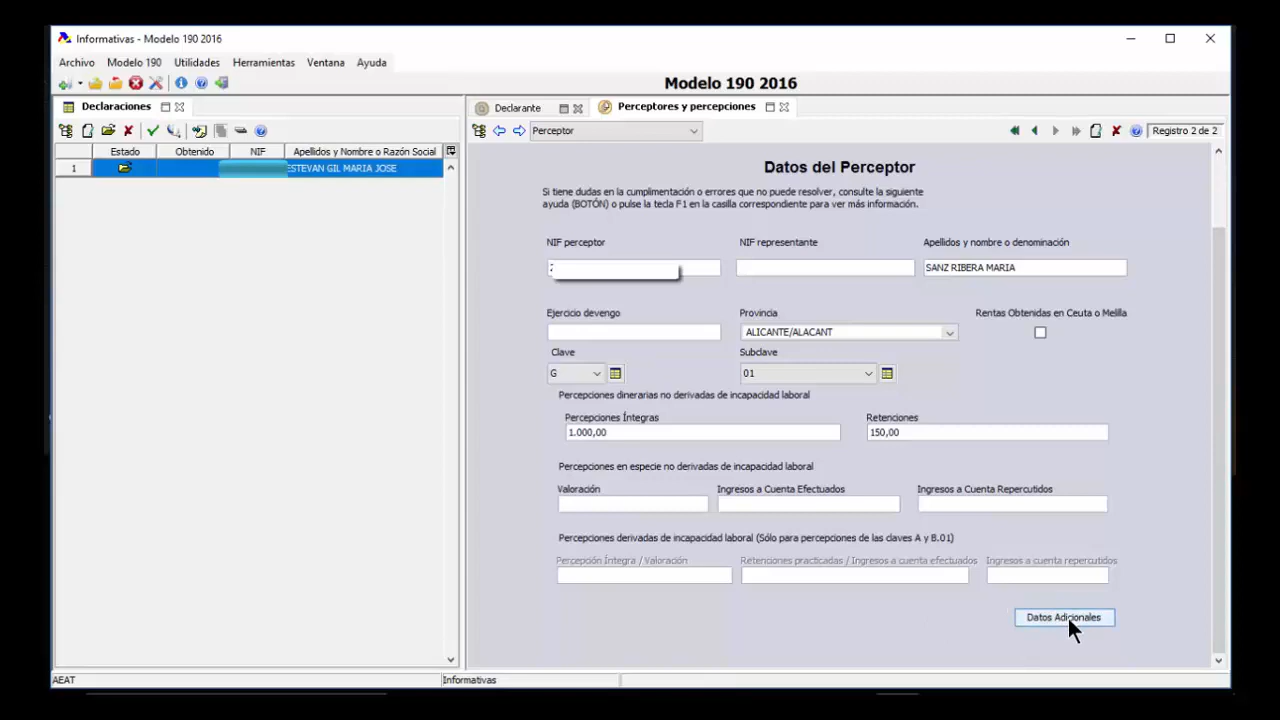 Informativas - Modelo 190 2016
Archivo Modelo 190 Utilidades Herramientas Ventana Ayuda
Modelo 190 2016
Declaraciones
Declarante
Perceptores y percepciones
Perceptor
Registro 2 de 2
Estado Obtenido NIF Apellidos y Nombre o Razón Social
1 ESTEVAN GIL MARIA JOSE
Datos del Perceptor
Si tiene dudas en la cumplimentación o errores que no puede resolver, consulte la siguiente
ayuda (BOTÓN) o pulse la tecla F1 en la casilla correspondiente para ver más información.
NIF perceptor NIF representante Apellidos y nombre o denominación
SANZ RIBERA MARIA
Ejercicio devengo Provincia Rentas Obtenidas en Ceuta o Melilla
ALICANTE/ALACANT
Clave Subclave
G 01
Percepciones dinerarias no derivadas de incapacidad laboral
Percepciones Íntegras Retenciones
1.000,00 150,00
Percepciones en especie no derivadas de incapacidad laboral
Valoración Ingresos a Cuenta Efectuados Ingresos a Cuenta Repercutidos
Percepciones derivadas de incapacidad laboral (Sólo para percepciones de las claves A y B.01)
Percepción Íntegra / Valoración Retenciones practicadas / Ingresos a cuenta efectuados Ingresos a cuenta repercutidos
Datos Adicionales
AEAT Informativas